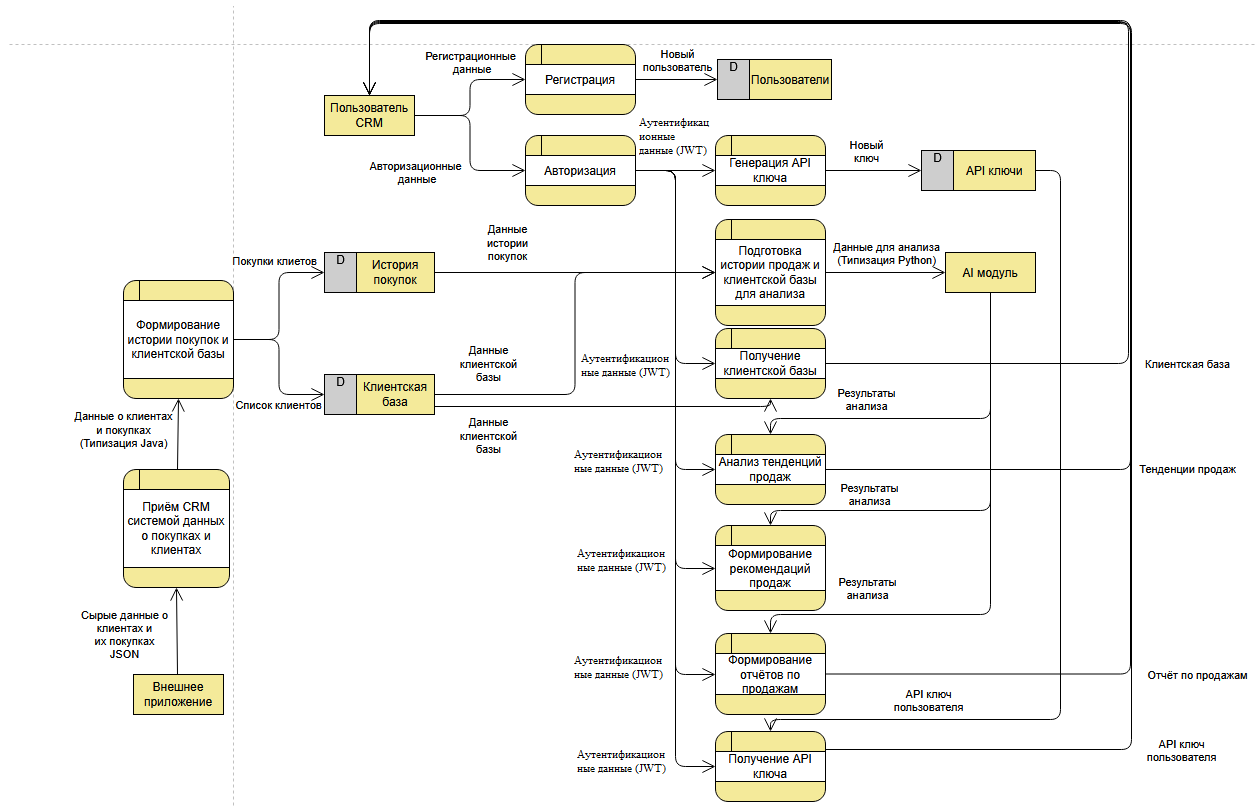 Регистрационные
данные
Регистрация
Новый
пользователь
D
Пользователи
Пользователь
CRM
Авторизационные
данные
Авторизация
Аутентификац
ионные
данные (JWT)
Генерация API
ключа
Новый
ключ
D
API ключи
Покупки клиетов
D
История
покупок
Данные
истории
покупок
Подготовка
истории продаж и
клиентской базы
для анализа
Данные для анализа
(Типизация Python)
AI модуль
Формирование
истории покупок и
клиентской базы
Список клиентов
D
Клиентская
база
Данные
клиентской
базы
Данные
клиентской
базы
Аутентификацион
ные данные (JWT)
Получение
клиентской базы
Клиентская база
Результаты
анализа
Данные о клиентах
и покупках
(Типизация Java)
Аутентификацион
ные данные (JWT)
Анализ тенденций
продаж
Тенденции продаж
Результаты
анализа
Приём CRM
системой данных
о покупках и
клиентах
Аутентификацион
ные данные (JWT)
Формирование
рекомендаций
продаж
Результаты
анализа
Сырые данные о
клиентах и
их покупках
JSON
Внешнее
приложение
Аутентификацион
ные данные (JWT)
Формирование
отчётов по
продажам
Отчёт по продажам
API ключ
пользователя
Аутентификацион
ные данные (JWT)
Получение API
ключа
API ключ
пользователя